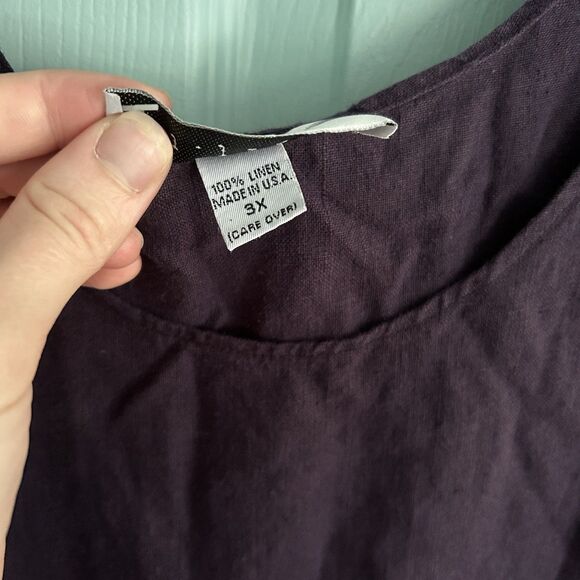 100% LINEN
MADE IN U.S.A.
3X
(CARE OVER)